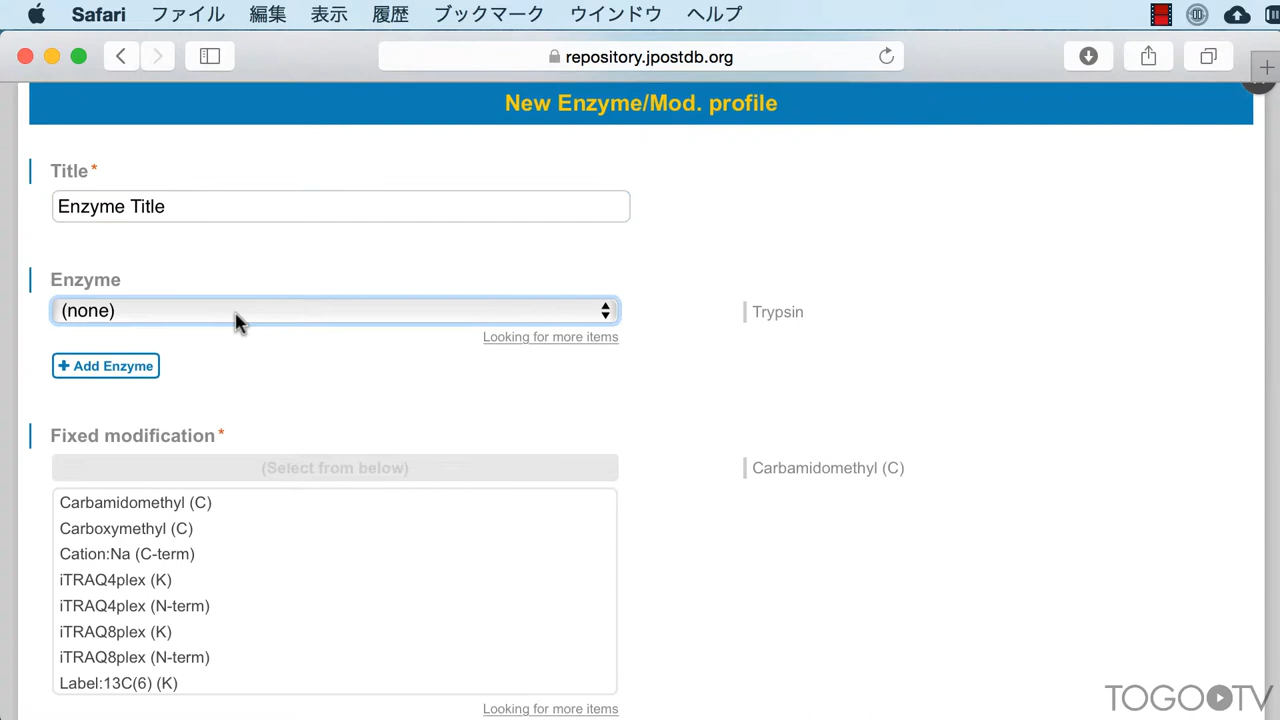 Safari ファイル 編集 表示 履歴 ブックマーク ウインドウ ヘルプ
repository.jpostdb.org
New Enzyme/Mod. profile
Title *
Enzyme Title
Enzyme
(none)
Trypsin
Looking for more items
+ Add Enzyme
Fixed modification *
(Select from below)
Carbamidomethyl (C)
Carbamidomethyl (C)
Carboxymethyl (C)
Cation:Na (C-term)
iTRAQ4plex (K)
iTRAQ4plex (N-term)
iTRAQ8plex (K)
iTRAQ8plex (N-term)
Label:13C(6) (K)
Looking for more items
TOGO TV